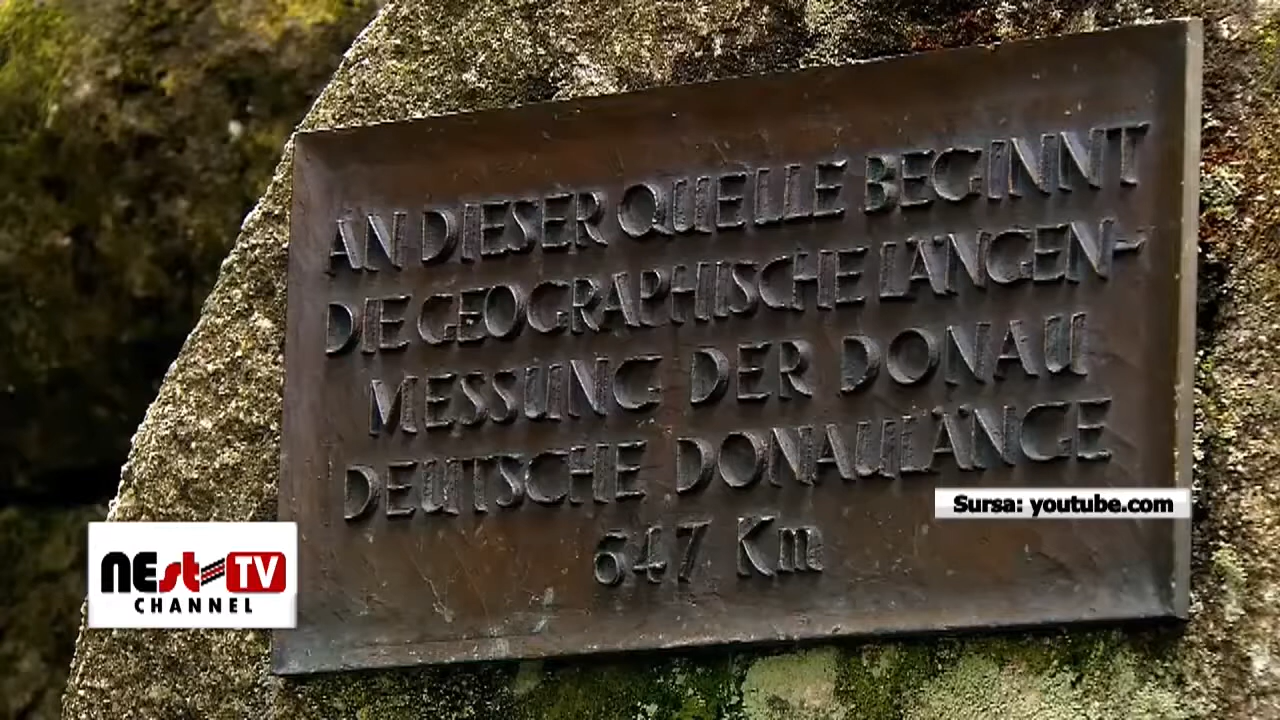 AN DIESER QUELLE BEGINNT
DIE GEOGRAPHISCHE LÄNGEN-
MESSUNG DER DONAU
DEUTSCHE DONAULÄNGE
647 Km
Sursa: youtube.com
NEst-TV
CHANNEL